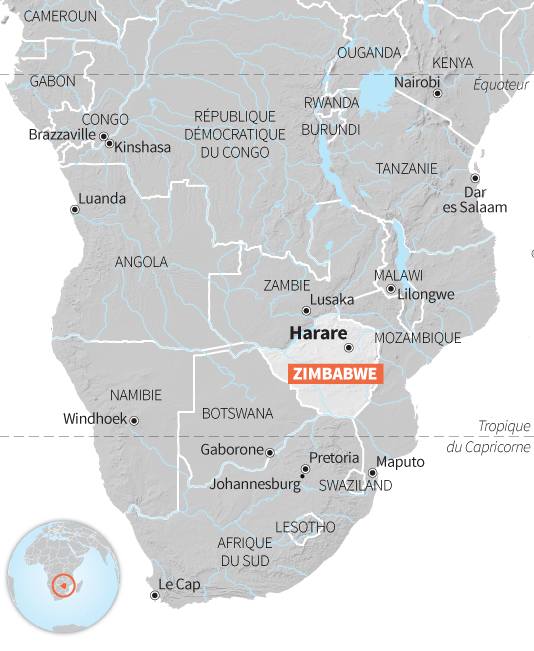 CAMEROUN
OUGANDA
KENYA
GABON
Nairobi
Équateur
RWANDA
CONGO
RÉPUBLIQUE
DÉMOCRATIQUE
DU CONGO
BURUNDI
Brazzaville
Kinshasa
TANZANIE
Dar
es Salaam
Luanda
ANGOLA
MALAWI
ZAMBIE
Lilongwe
Lusaka
Harare
MOZAMBIQUE
ZIMBABWE
NAMIBIE
BOTSWANA
Windhoek
Tropique
du Capricorne
Gaborone
Pretoria
Maputo
Johannesburg
SWAZILAND
LESOTHO
AFRIQUE
DU SUD
Le Cap